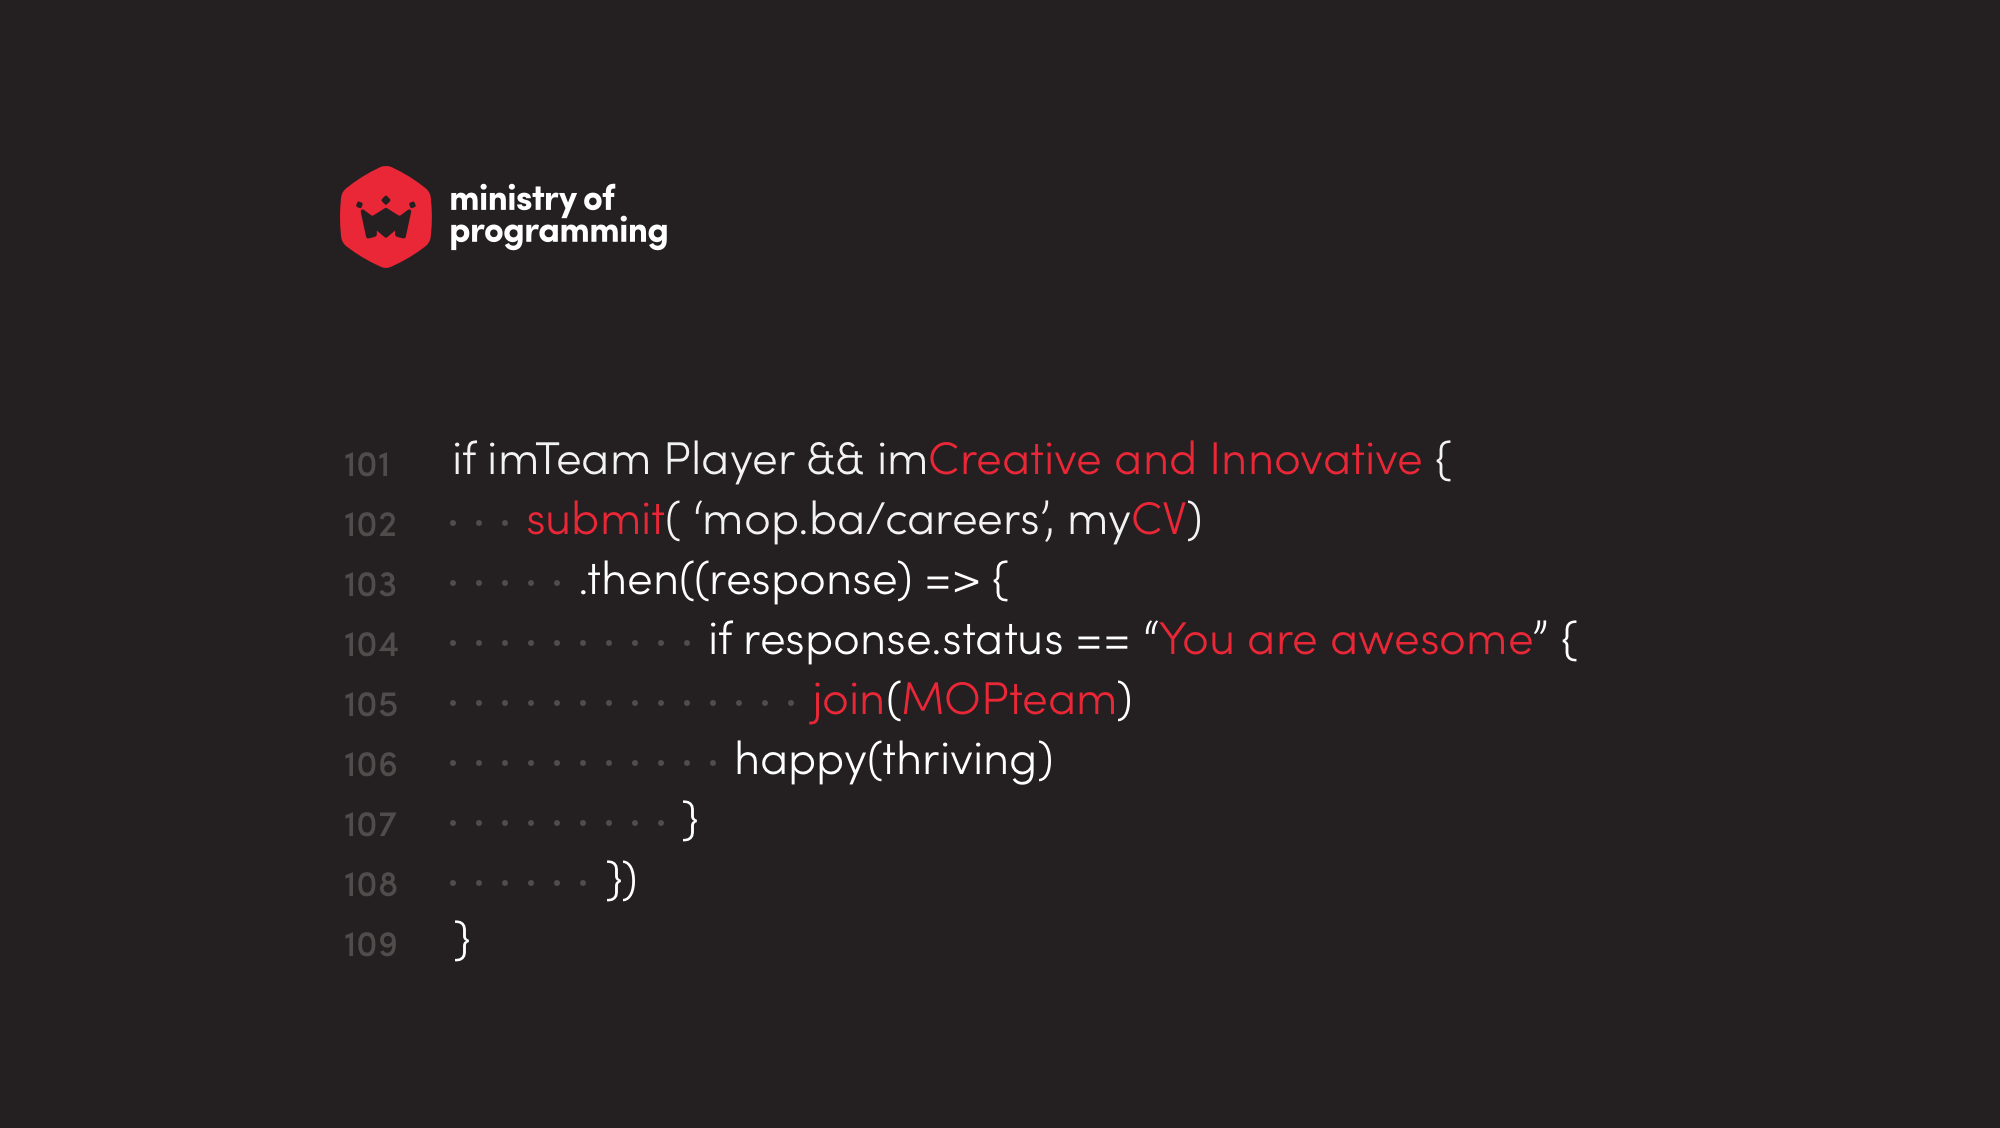 ministry of
programming
101 if imTeam Player && imCreative and Innovative {
102 · · · submit( ‘mop.ba/careers’, myCV)
103 · · · · · .then((response) => {
104 · · · · · · · · · · if response.status == “You are awesome” {
105 · · · · · · · · · · · · · · join(MOPteam)
106 · · · · · · · · · · · happy(thriving)
107 · · · · · · · · · }
108 · · · · · · })
109 }